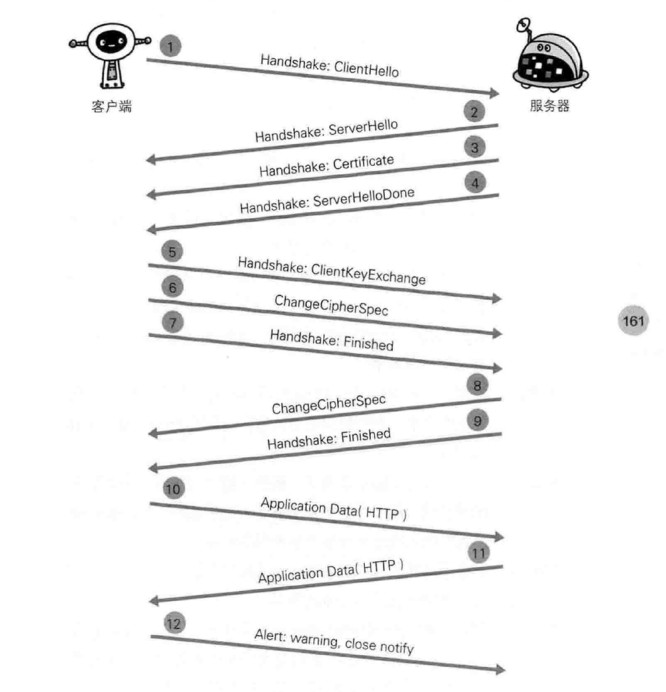 1
Handshake: ClientHello
客户端
服务器
2
Handshake: ServerHello
3
Handshake: Certificate
4
Handshake: ServerHelloDone
5
Handshake: ClientKeyExchange
6
ChangeCipherSpec
161
7
Handshake: Finished
8
ChangeCipherSpec
9
Handshake: Finished
10
Application Data( HTTP )
11
Application Data( HTTP )
12
Alert: warning, close notify